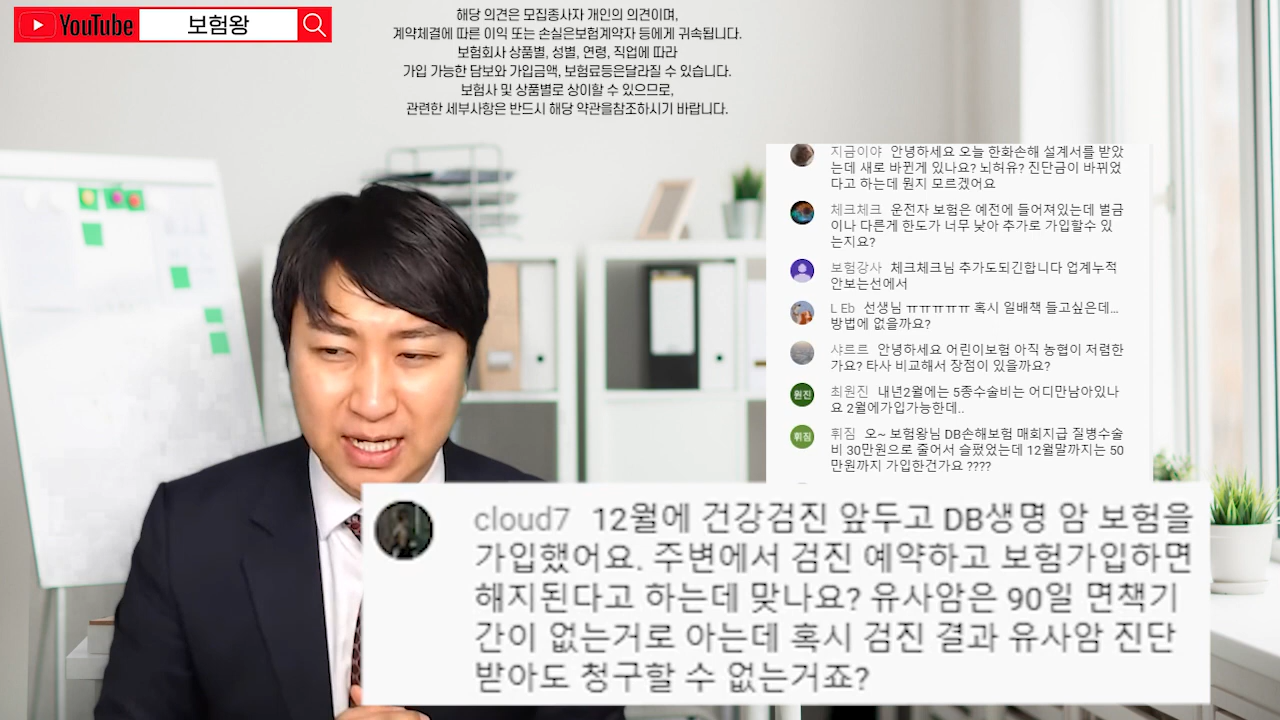 YouTube 보험왕
해당 의견은 모집종사자 개인의 의견이며,
계약체결에 따른 이익 또는 손실은보험계약자 등에게 귀속됩니다.
보험회사 상품별, 성별, 연령, 직업에 따라
가입 가능한 담보와 가입금액, 보험료등은달라질 수 있습니다.
보험사 및 상품별로 상이할 수 있으므로,
관련한 세부사항은 반드시 해당 약관을참조하시기 바랍니다.
지금이야 안녕하세요 오늘 한화손해 설계서를 받았
는데 새로 바뀐게 있나요? 뇌허유? 진단금이 바뀌었
다고 하는데 뭔지 모르겠어요
체크체크 운전자 보험은 예전에 들어져있는데 벌금
이나 다른게 한도가 너무 낮아 추가로 가입할수 있
는지요?
보험강사 체크체크님 추가도되긴합니다 업계누적
안보는선에서
L Eb 선생님 ㅠㅠㅠㅠㅠ 혹시 일배책 들고싶은데...
방법에 없을까요?
샤르르 안녕하세요 어린이보험 아직 농협이 저렴한
가요? 타사 비교해서 장점이 있을까요?
원진 최원진 내년2월에는 5종수술비는 어디만남아있나
요 2월에가입가능한데..
휘짐 휘짐 오~ 보험왕님 DB손해보험 매회지급 질병수술
비 30만원으로 줄어서 슬펐었는데 12월말까지는 50
만원까지 가입한건가요 ????
cloud7 12월에 건강검진 앞두고 DB생명 암 보험을
가입했어요. 주변에서 검진 예약하고 보험가입하면
해지된다고 하는데 맞나요? 유사암은 90일 면책기
간이 없는거로 아는데 혹시 검진 결과 유사암 진단
받아도 청구할 수 없는거죠?